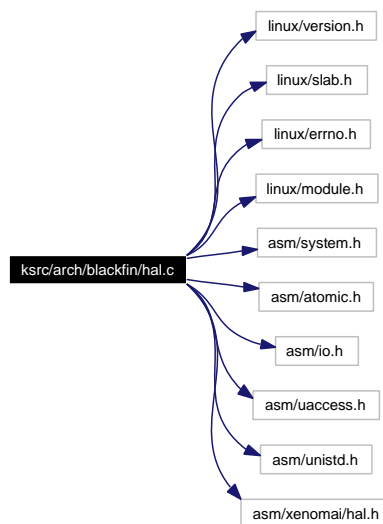 linux/version.h
linux/slab.h
linux/errno.h
linux/module.h
ksrc/arch/blackfin/hal.c
asm/system.h
asm/atomic.h
asm/io.h
asm/uaccess.h
asm/unistd.h
asm/xenomai/hal.h